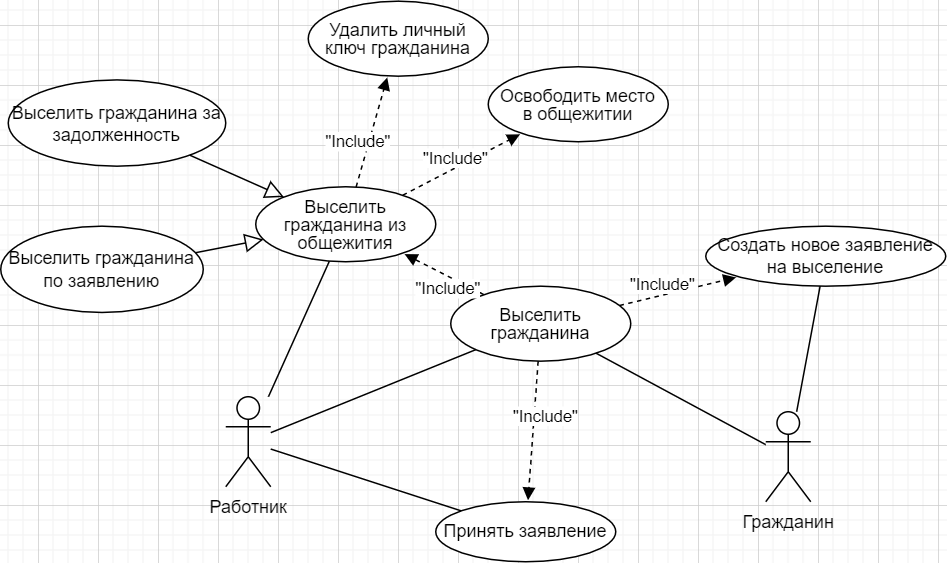 Удалить личный
ключ гражданина
Освободить место
в общежитии
Выселить гражданина за
задолженность
"Include"
"Include"
Выселить
гражданина из
общежития
Выселить гражданина
по заявлению
Создать новое заявление
на выселение
"Include"
"Include"
Выселить
гражданина
"Include"
Работник
Принять заявление
Гражданин